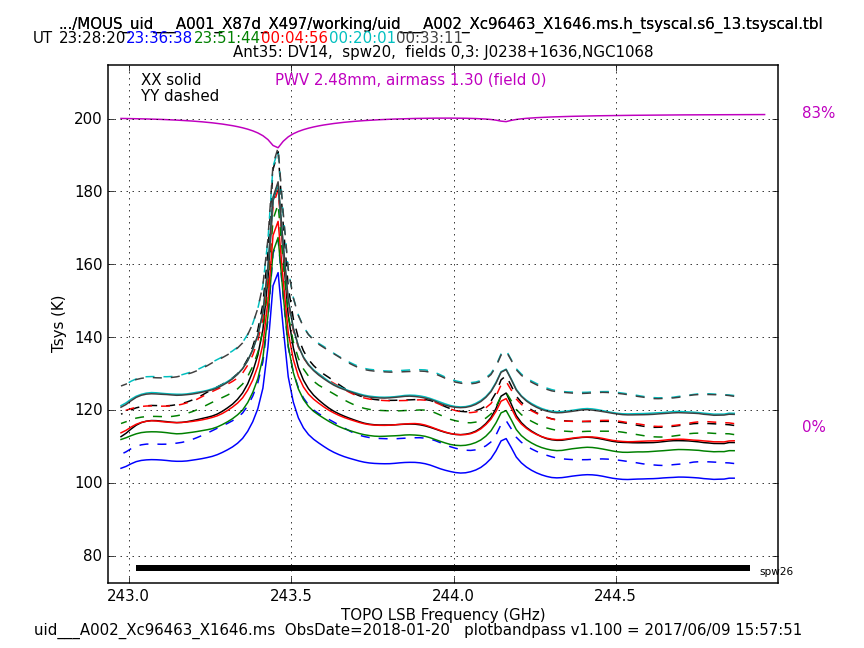 .../MOUS_uid___A001_X87d_X497/working/uid___A002_Xc96463_X1646.ms.h_tsyscal.s6_13.tsyscal.tbl
UT 23:28:20 23:36:38 23:51:44 00:04:56 00:20:01 00:33:11
Ant35: DV14,  spw20,  fields 0,3: J0238+1636,NGC1068
XX solid
PWV 2.48mm, airmass 1.30 (field 0)
YY dashed
83%
200
180
160
140
120
100
80
Tsys (K)
0%
spw26
243.0 243.5 244.0 244.5
TOPO LSB Frequency (GHz)
uid___A002_Xc96463_X1646.ms  ObsDate=2018-01-20   plotbandpass v1.100 = 2017/06/09 15:57:51